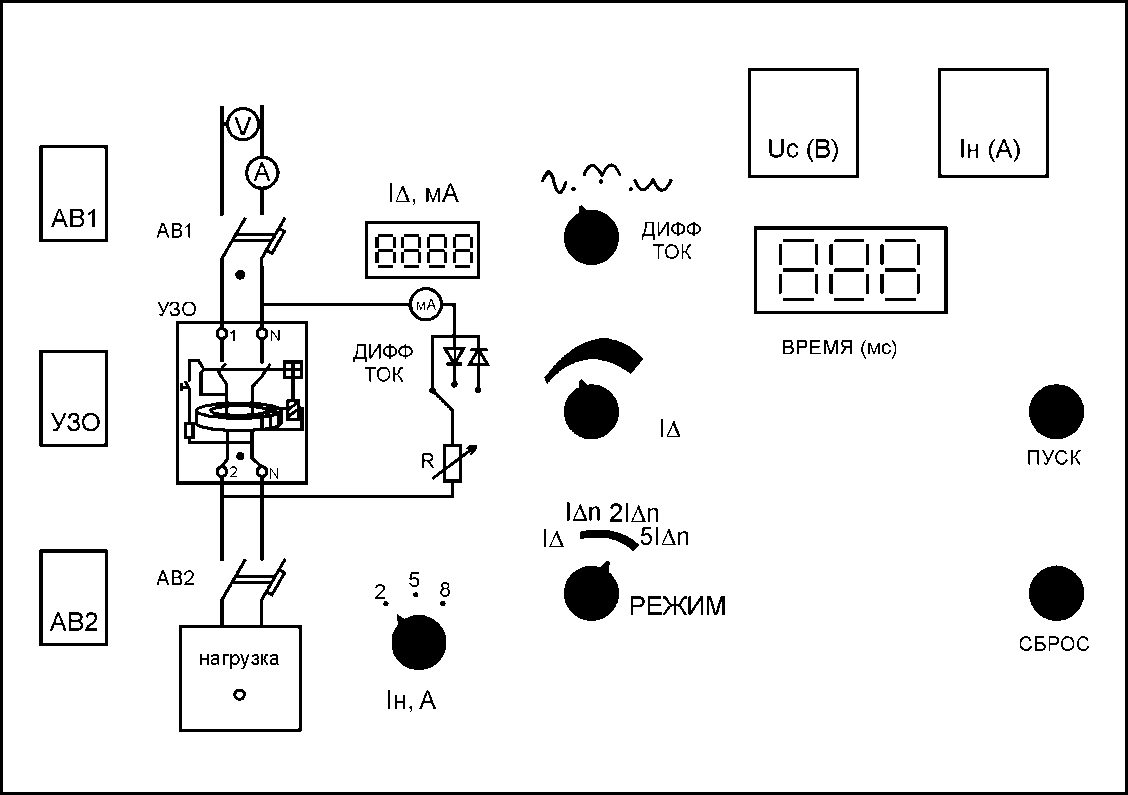 Uc (В)
Iн (А)
V
A
АВ1
IΔ, мА
АВ1
ДИФФ
ТОК
УЗО
мА
1
N
ДИФФ
ТОК
ВРЕМЯ (мс)
УЗО
IΔ
2
N
R
ПУСК
IΔn 2IΔn
IΔ
5IΔn
АВ2
АВ2
2
5
8
РЕЖИМ
нагрузка
Iн, А
СБРОС